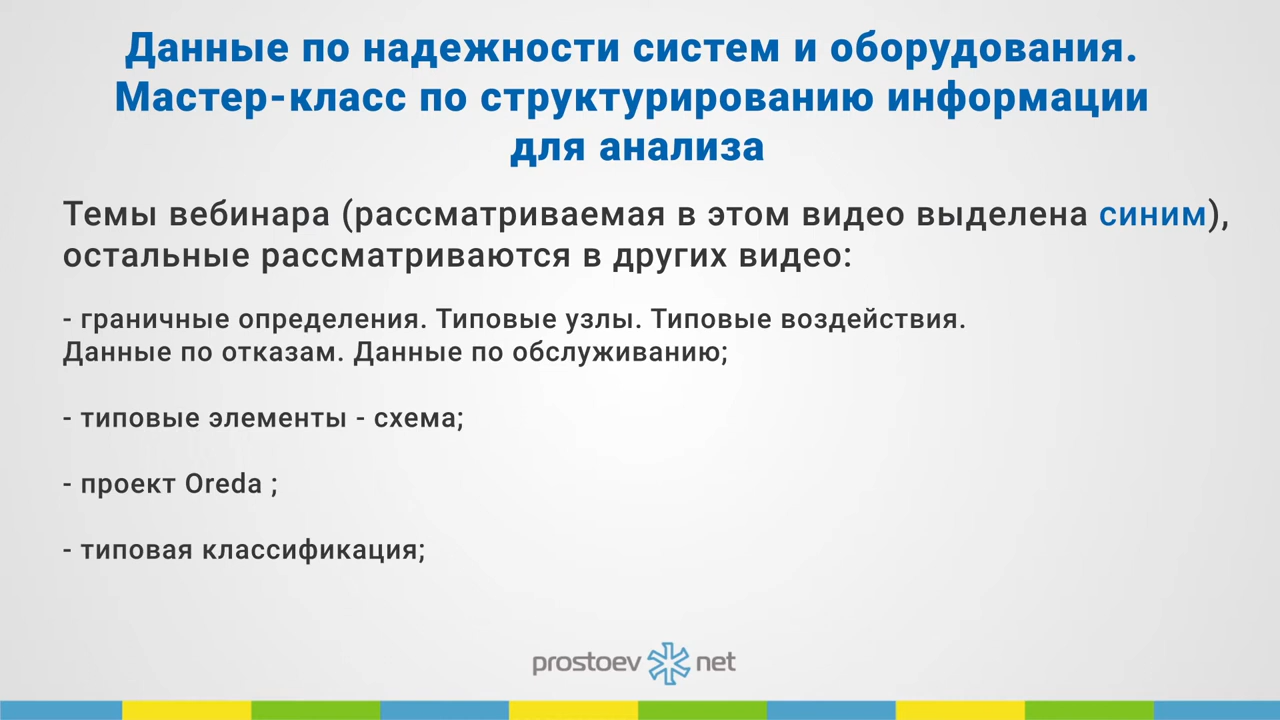 Данные по надежности систем и оборудования.
Мастер-класс по структурированию информации
для анализа
Темы вебинара (рассматриваемая в этом видео выделена синим),
остальные рассматриваются в других видео:
- граничные определения. Типовые узлы. Типовые воздействия.
Данные по отказам. Данные по обслуживанию;
- типовые элементы - схема;
- проект Oreda ;
- типовая классификация;
prostoev net